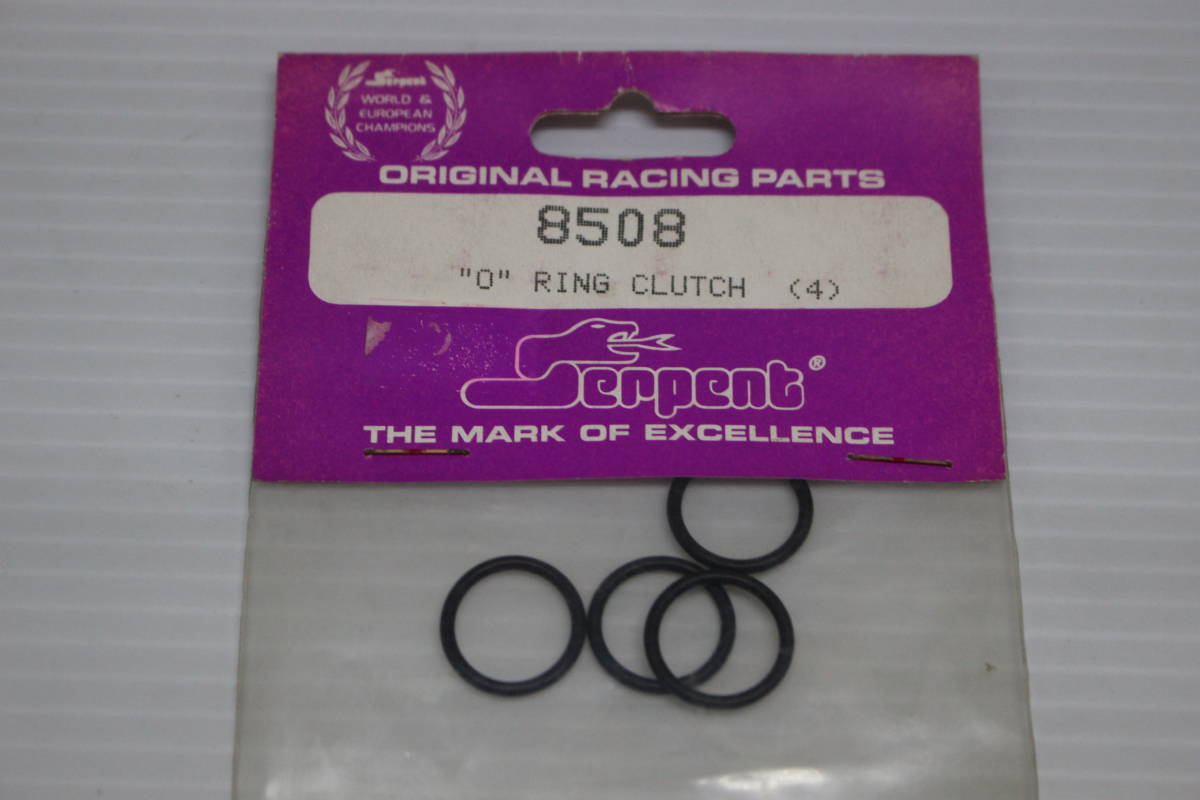 Serpent
WORLD &
EUROPEAN
CHAMPIONS
ORIGINAL RACING PARTS
8508
"O" RING CLUTCH (4)
Serpent®
THE MARK OF EXCELLENCE